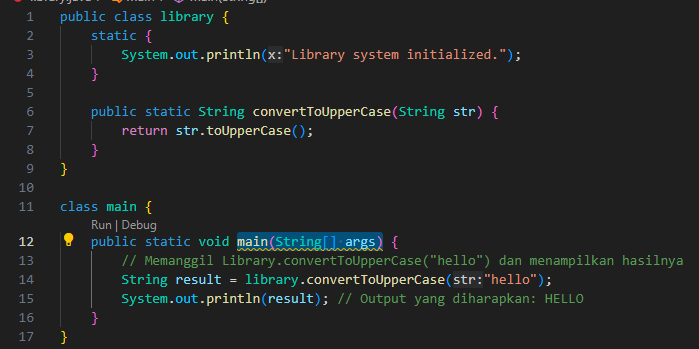 1 public class library {
2 static {
3 System.out.println(x:"Library system initialized.");
4 }
5
6 public static String convertToUpperCase(String str) {
7 return str.toUpperCase();
8 }
9 }
10
11 class main {
Run | Debug
12 public static void main(String[] args) {
13 // Memanggil Library.convertToUpperCase("hello") dan menampilkan hasilnya
14 String result = library.convertToUpperCase(str:"hello");
15 System.out.println(result); // Output yang diharapkan: HELLO
16 }
17 }